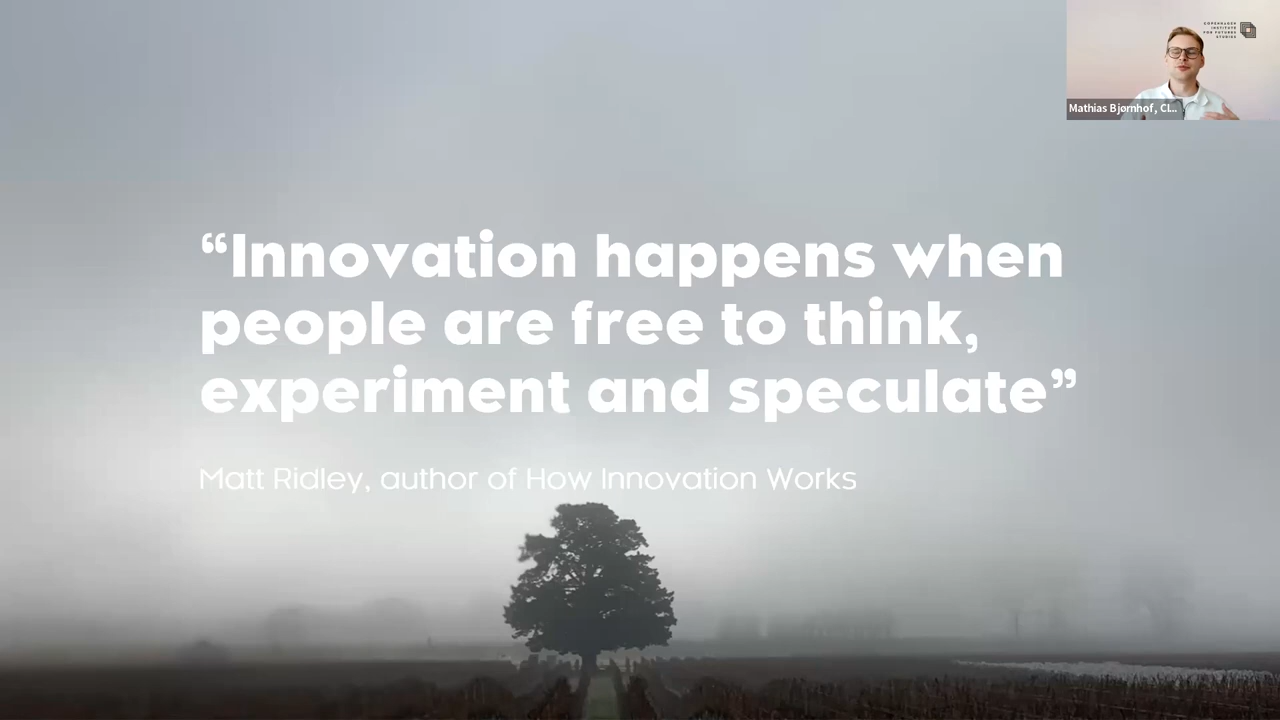 COPENHAGEN
INSTITUTE
FOR FUTURES
STUDIES
Mathias Bjørnhof, CI...
“Innovation happens when
people are free to think,
experiment and speculate”
Matt Ridley, author of How Innovation Works